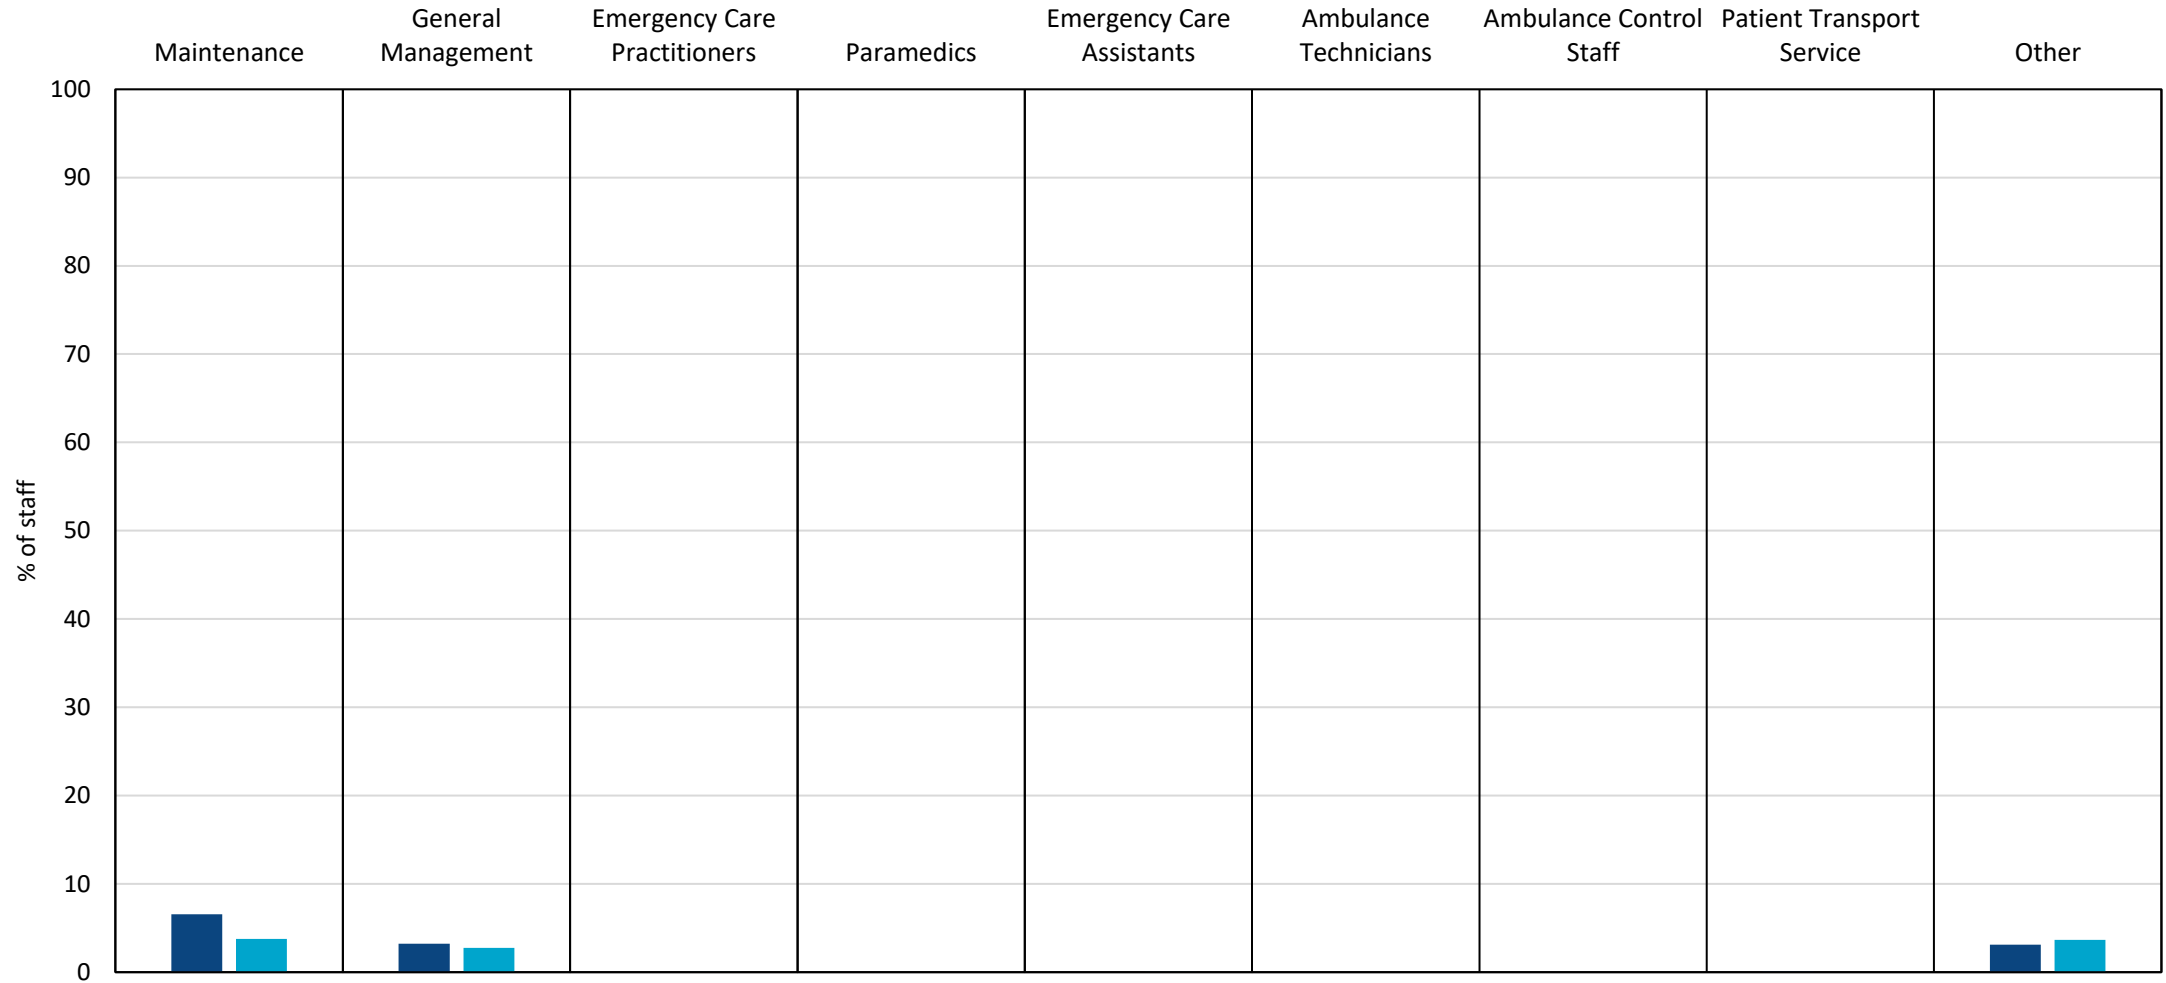 Maintenance
General
Management
Emergency Care
Practitioners
Paramedics
Emergency Care
Assistants
Ambulance
Technicians
Ambulance Control
Staff
Patient Transport
Service
Other
% of staff
100
90
80
70
60
50
40
30
20
10
0